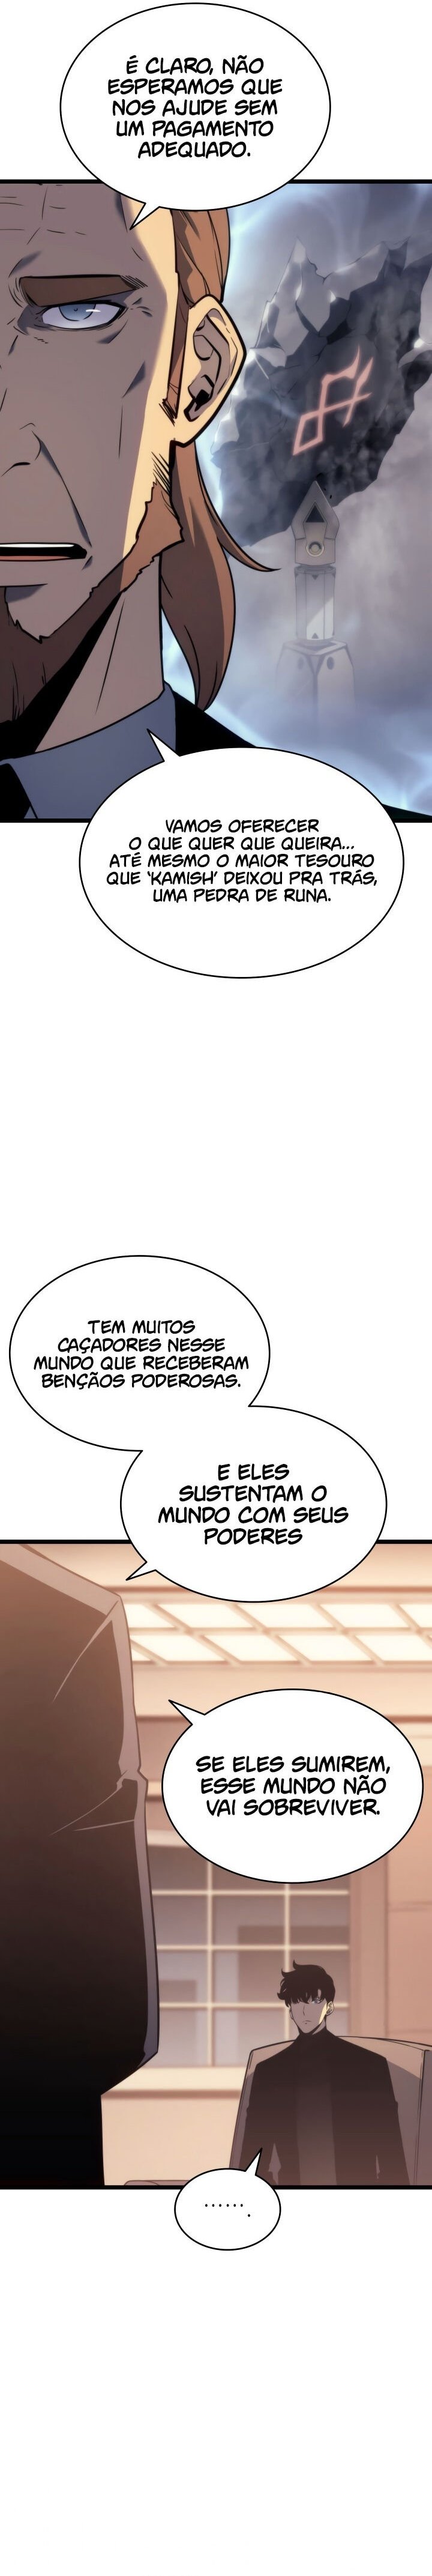 É CLARO, NÃO
ESPERAMOS QUE
NOS AJUDE SEM
UM PAGAMENTO
ADEQUADO.
VAMOS OFERECER
O QUE QUER QUE QUEIRA...
ATÉ MESMO O MAIOR TESOURO
QUE 'KAMISH' DEIXOU PRA TRÁS,
UMA PEDRA DE RUNA.
TEM MUITOS
CAÇADORES NESSE
MUNDO QUE RECEBERAM
BENÇÃOS PODEROSAS.
E ELES
SUSTENTAM O
MUNDO COM SEUS
PODERES
SE ELES SUMIREM,
ESSE MUNDO NÃO
VAI SOBREVIVER.
.......